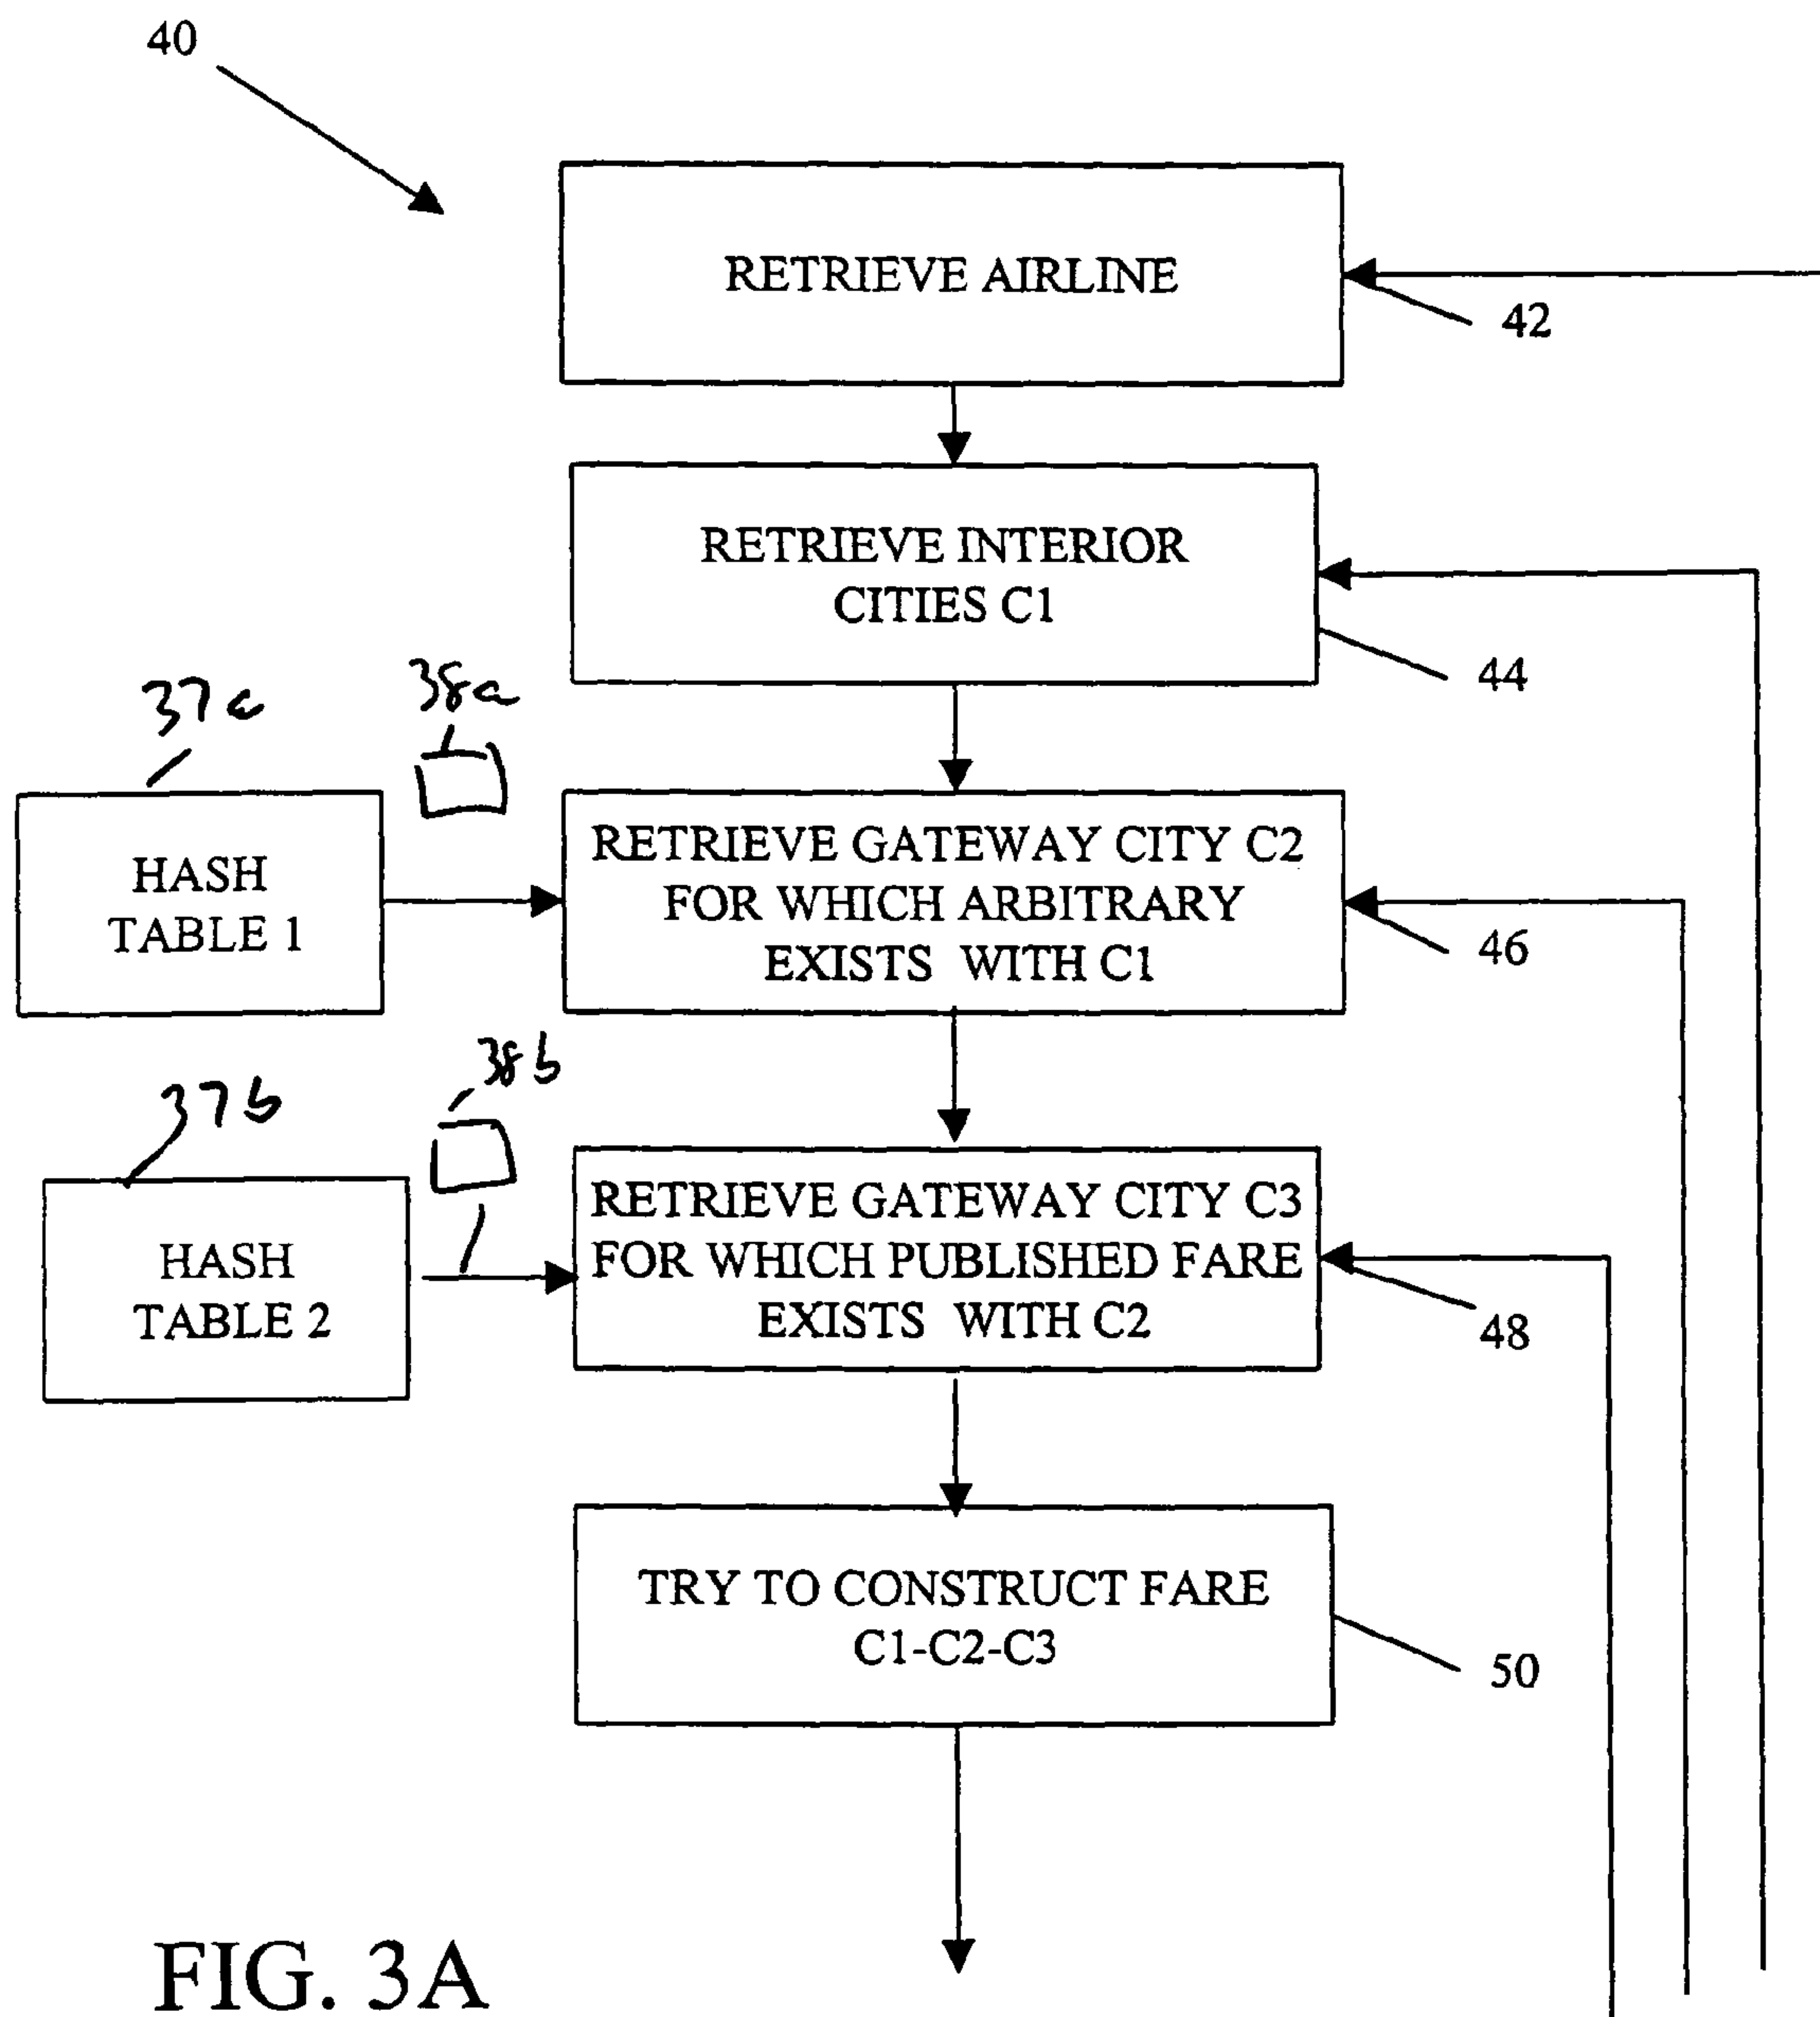 40
RETRIEVE AIRLINE
42
RETRIEVE INTERIOR
CITIES C1
44
37a
38a
HASH
TABLE 1
RETRIEVE GATEWAY CITY C2
FOR WHICH ARBITRARY
EXISTS WITH C1
46
37b
38b
HASH
TABLE 2
RETRIEVE GATEWAY CITY C3
FOR WHICH PUBLISHED FARE
EXISTS WITH C2
48
TRY TO CONSTRUCT FARE
C1-C2-C3
50
FIG. 3A